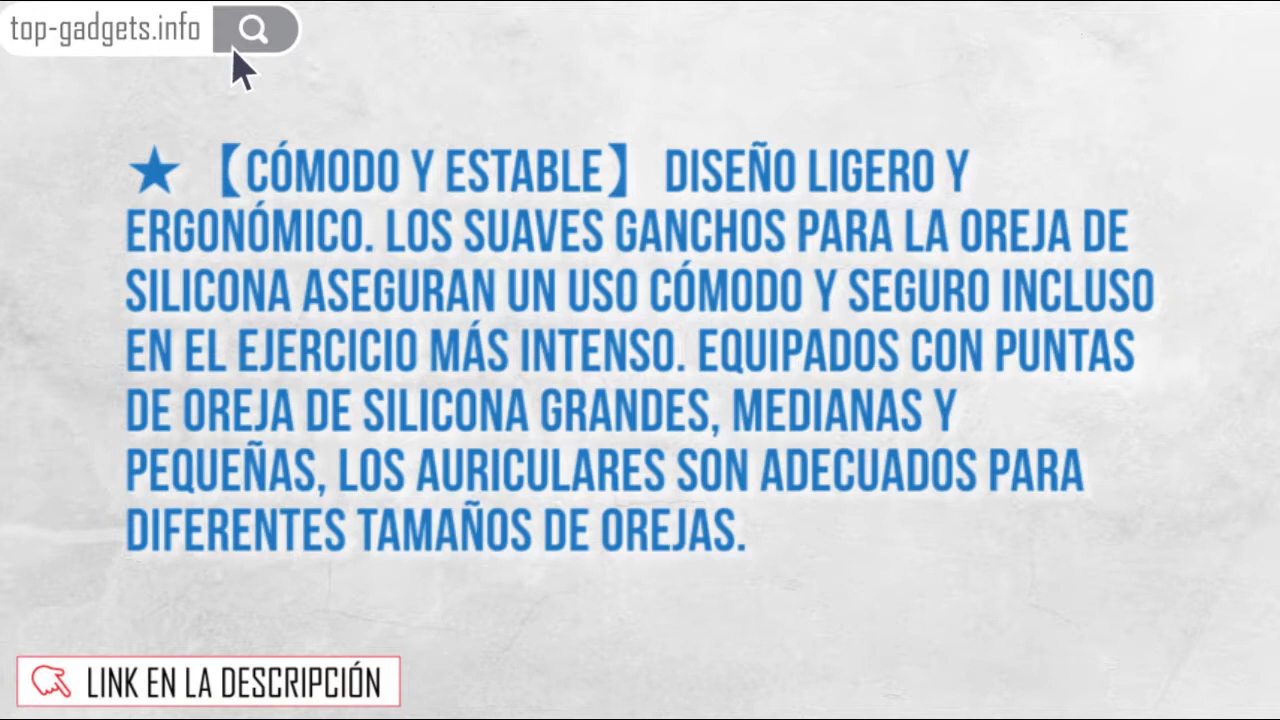 top-gadgets.info
★ 【CÓMODO Y ESTABLE】 DISEÑO LIGERO Y
ERGONÓMICO. LOS SUAVES GANCHOS PARA LA OREJA DE
SILICONA ASEGURAN UN USO CÓMODO Y SEGURO INCLUSO
EN EL EJERCICIO MÁS INTENSO. EQUIPADOS CON PUNTAS
DE OREJA DE SILICONA GRANDES, MEDIANAS Y
PEQUEÑAS, LOS AURICULARES SON ADECUADOS PARA
DIFERENTES TAMAÑOS DE OREJAS.
LINK EN LA DESCRIPCIÓN